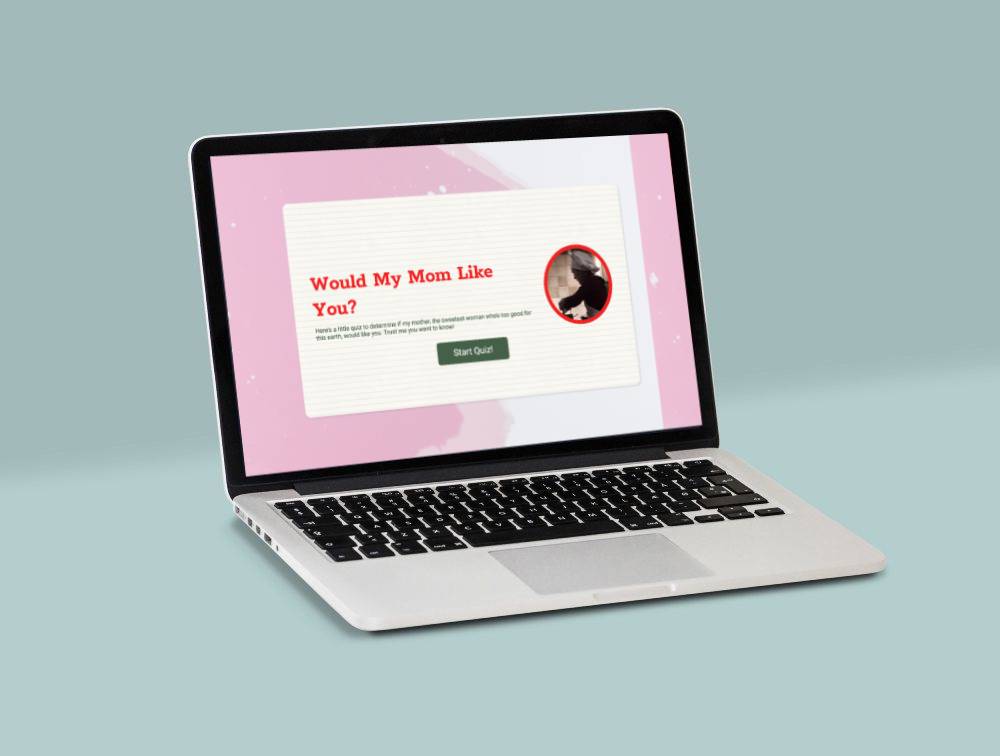 Would My Mom Like
You?
Here's a little quiz to determine if my mother, the sweetest woman who's too good for
this earth, would like you. Trust me you want to know!
Start Quiz!